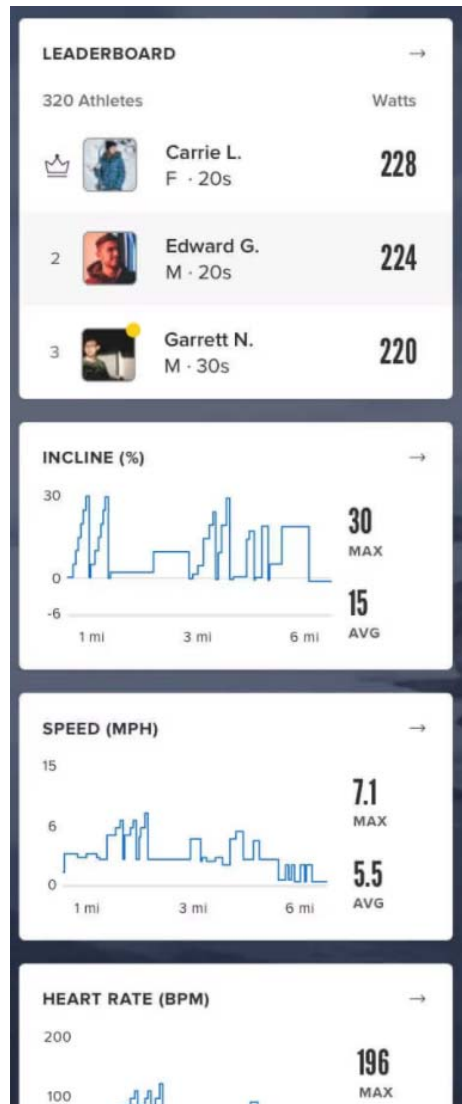 LEADERBOARD →
320 Athletes Watts
Carrie L. 228
F · 20s
2 Edward G. 224
M · 20s
3 Garrett N. 220
M · 30s
INCLINE (%) →
30
30
MAX
0
15
-6
AVG
1 mi 3 mi 6 mi
SPEED (MPH) →
15
7.1
MAX
6
5.5
0
AVG
1 mi 3 mi 6 mi
HEART RATE (BPM) →
200
196
MAX
100